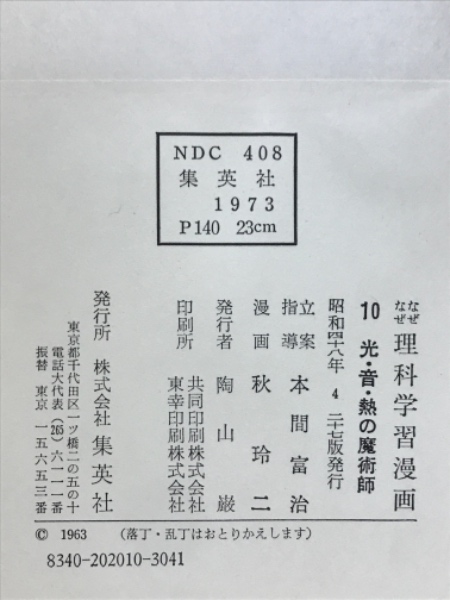 NDC 408
集英社
1973
P140 23cm
なぜなぜ 理科学習漫画
10 光・音・熱の魔術師
昭和四十八年 4 二十七版発行
立案
指導 本間富治
漫画 秋玲二
発行者 陶山巌
印刷所 共同印刷株式会社
東幸印刷株式会社
発行所 株式会社 集英社
東京都千代田区一ツ橋二の五の十
電話大代表 (265) 六一一一番
振替 東京 一五六五三番
© 1963 (落丁・乱丁はおとりかえします)
8340-202010-3041